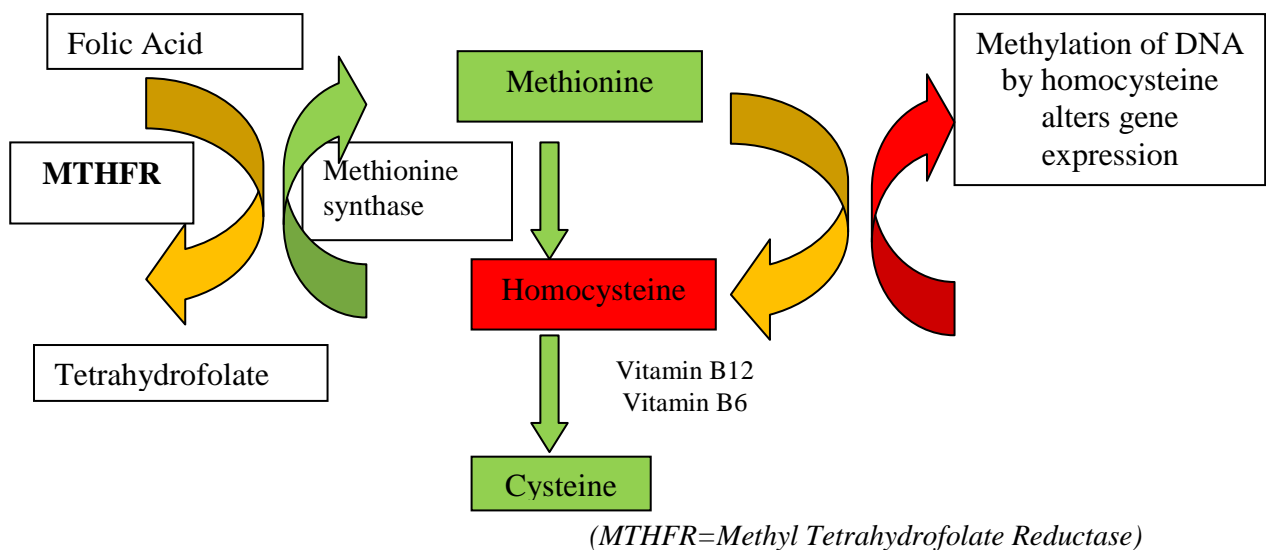 Folic Acid
Methionine
Methylation of DNA
by homocysteine
alters gene
expression
MTHFR
Methionine
synthase
Homocysteine
Tetrahydrofolate
Vitamin B12
Vitamin B6
Cysteine
(MTHFR=Methyl Tetrahydrofolate Reductase)